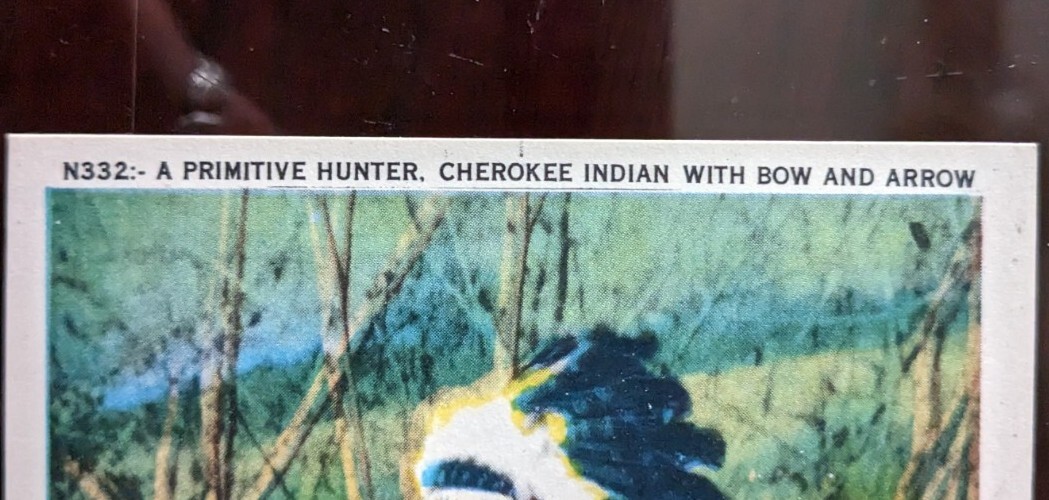 N332:- A PRIMITIVE HUNTER, CHEROKEE INDIAN WITH BOW AND ARROW